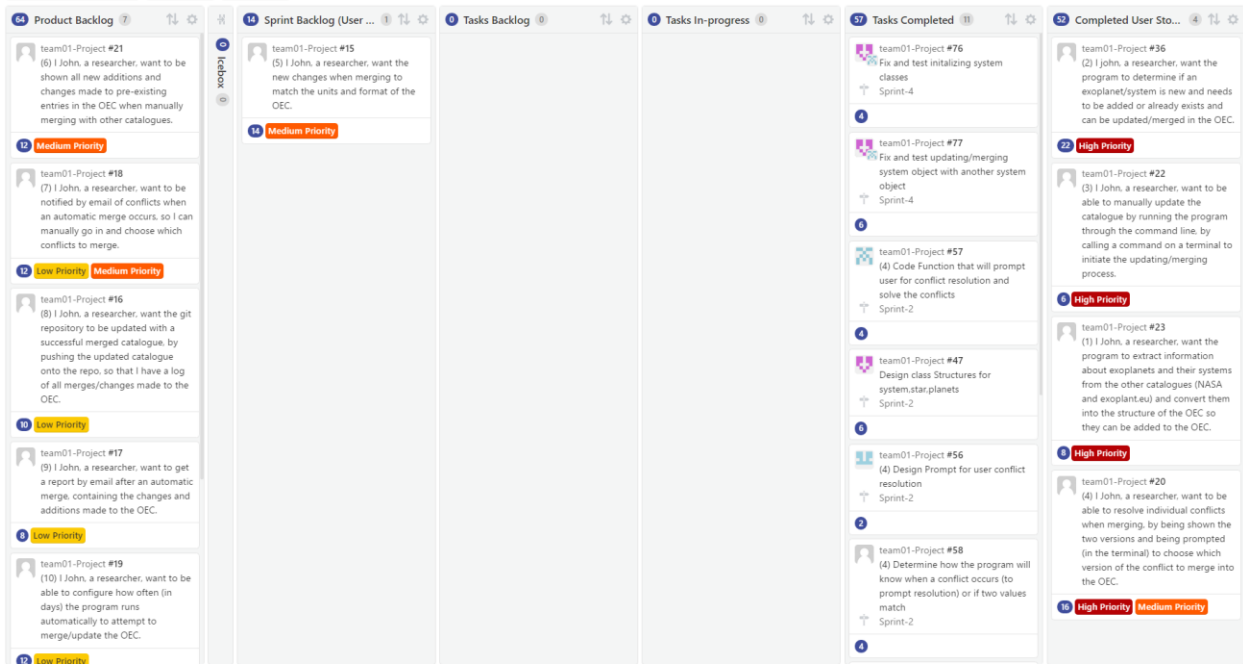 64 Product Backlog 7
team01-Project #21
(6) I John, a researcher, want to be
shown all new additions and
changes made to pre-existing
entries in the OEC when manually
merging with other catalogues.
12 Medium Priority
team01-Project #18
(7) I John, a researcher, want to be
notified by email of conflicts when
an automatic merge occurs, so I can
manually go in and choose which
conflicts to merge.
12 Low Priority Medium Priority
team01-Project #16
(8) I John, a researcher, want the git
repository to be updated with a
successful merged catalogue, by
pushing the updated catalogue
onto the repo, so that I have a log
of all merges/changes made to the
OEC.
10 Low Priority
team01-Project #17
(9) I John, a researcher, want to get
a report by email after an automatic
merge, containing the changes and
additions made to the OEC.
8 Low Priority
team01-Project #19
(10) I John, a researcher, want to be
able to configure how often (in
days) the program runs
automatically to attempt to
merge/update the OEC.
12 Low Priority
0 Icebox 0
14 Sprint Backlog (User ... 1
team01-Project #15
(5) I John, a researcher, want the
new changes when merging to
match the units and format of the
OEC.
14 Medium Priority
0 Tasks Backlog 0
0 Tasks In-progress 0
57 Tasks Completed 11
team01-Project #76
Fix and test initalizing system
classes
Sprint-4
4
team01-Project #77
Fix and test updating/merging
system object with another system
object
Sprint-4
6
team01-Project #57
(4) Code Function that will prompt
user for conflict resolution and
solve the conflicts
Sprint-2
4
team01-Project #47
Design class Structures for
system,star,planets
Sprint-2
6
team01-Project #56
(4) Design Prompt for user conflict
resolution
Sprint-2
2
team01-Project #58
(4) Determine how the program will
know when a conflict occurs (to
prompt resolution) or if two values
match
Sprint-2
4
52 Completed User Sto... 4
team01-Project #36
(2) I john, a researcher, want the
program to determine if an
exoplanet/system is new and needs
to be added or already exists and
can be updated/merged in the OEC.
22 High Priority
team01-Project #22
(3) I John, a researcher, want to be
able to manually update the
catalogue by running the program
through the command line, by
calling a command on a terminal to
initiate the updating/merging
process.
6 High Priority
team01-Project #23
(1) I John, a researcher, want the
program to extract information
about exoplanets and their systems
from the other catalogues (NASA
and exoplant.eu) and convert them
into the structure of the OEC so
they can be added to the OEC.
8 High Priority
team01-Project #20
(4) I John, a researcher, want to be
able to resolve individual conflicts
when merging, by being shown the
two versions and being prompted
(in the terminal) to choose which
version of the conflict to merge into
the OEC.
16 High Priority Medium Priority